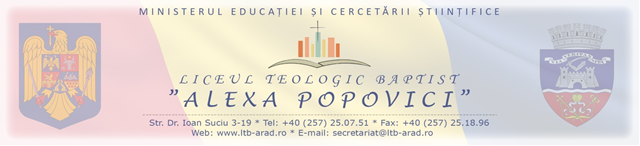 MINISTERUL EDUCAȚIEI ȘI CERCETĂRII ȘTIINȚIFICE
LICEUL TEOLOGIC BAPTIST
"ALEXA POPOVICI"
Str. Dr. Ioan Suciu 3-19 * Tel: +40 (257) 25.07.51 * Fax: +40 (257) 25.18.96
Web: www.ltb-arad.ro * E-mail: secretariat@ltb-arad.ro